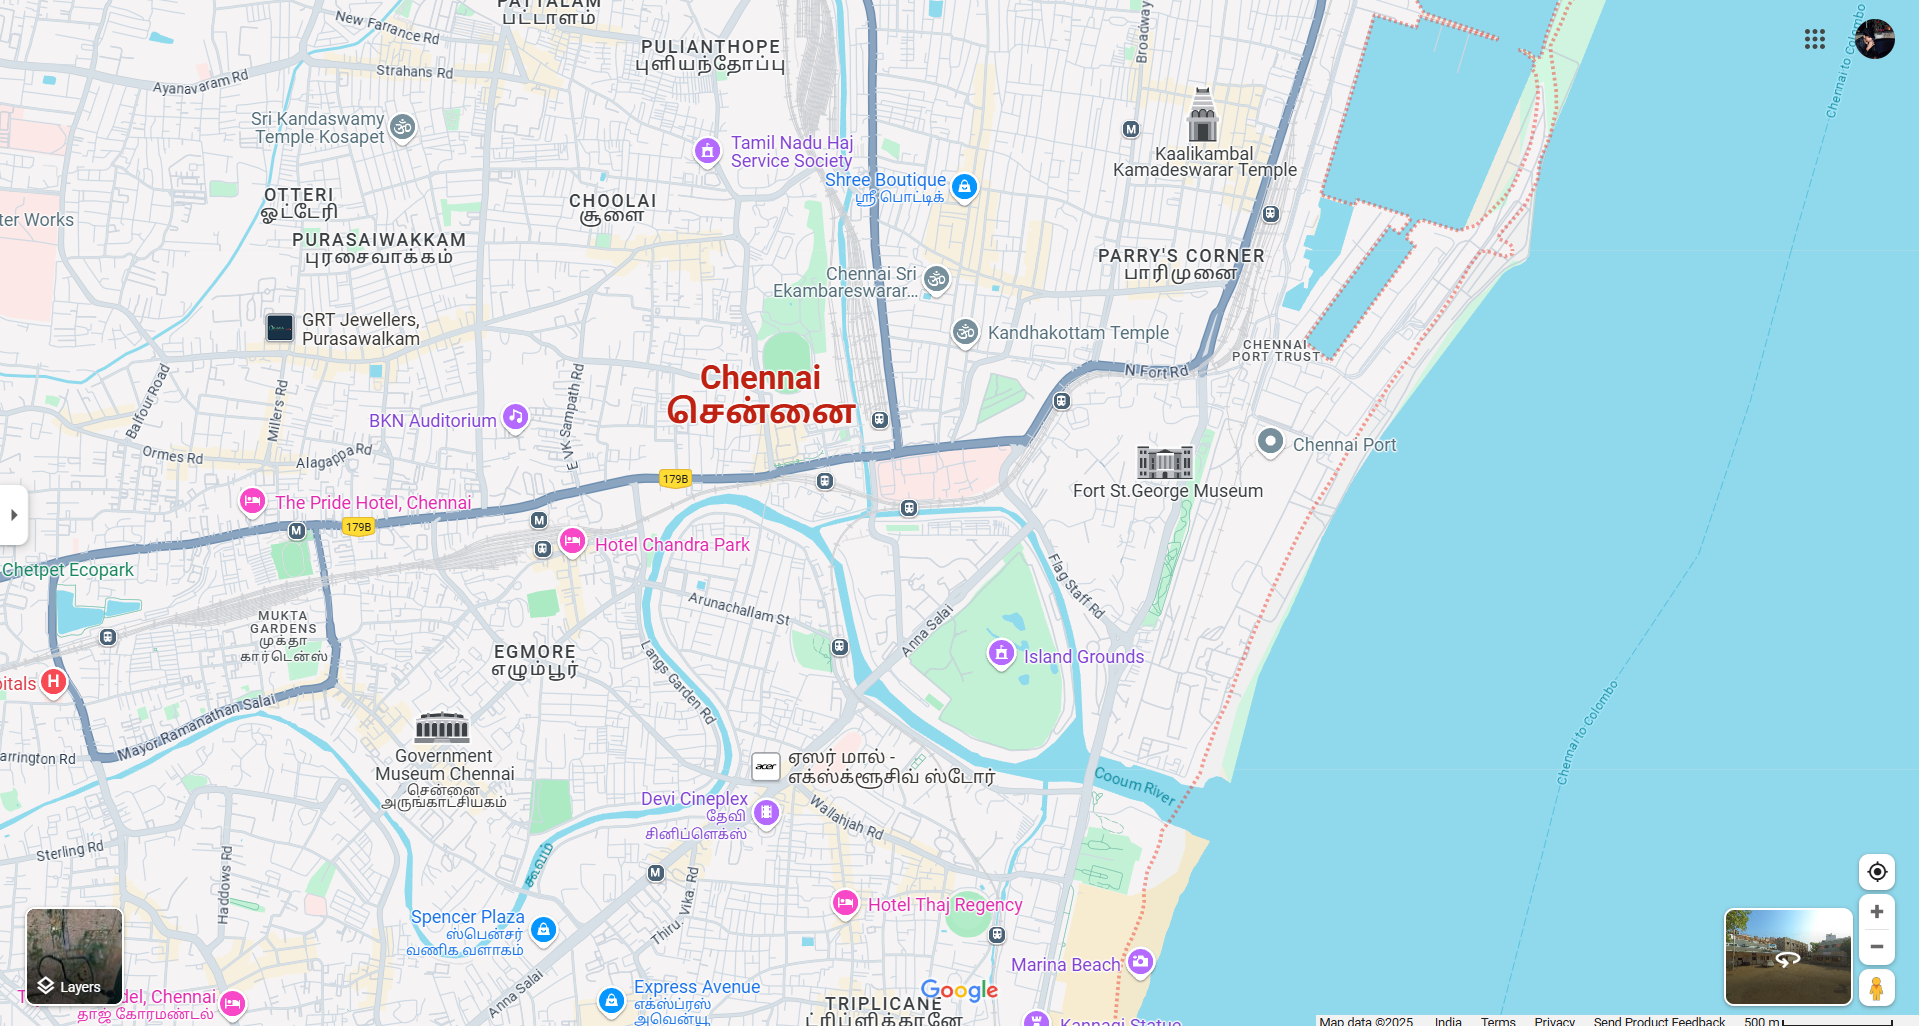 PATTALAM
பட்டாளம்
New Farrance Rd
Broadway
Chennai to Colombo
PULIANTHOPE
புளியந்தோப்பு
Strahans Rd
Ayanavaram Rd
Sri Kandaswamy
Temple Kosapet
Tamil Nadu Haj
Service Society
Kaalikambal
Kamadeswarar Temple
Shree Boutique
ஸ்ரீ பொட்டிக்
OTTERI
ஓட்டேரி
CHOOLAI
சூளை
ter Works
PURASAIWAKKAM
புரசைவாக்கம்
PARRY'S CORNER
பாரிமுனை
Chennai Sri
Ekambareswarar...
GRT Jewellers,
Purasawalkam
Kandhakottam Temple
CHENNAI
PORT TRUST
N Fort Rd
Chennai
சென்னை
Balfour Road
Millers Rd
E.V.K Sampath Rd
BKN Auditorium
Ormes Rd
Alagappa Rd
Chennai Port
179B
Fort St.George Museum
The Pride Hotel, Chennai
179B
Hotel Chandra Park
Chetpet Ecopark
Flag Staff Rd
Arunachallam St
Anna Salai
MUKTA
GARDENS
முக்தா
கார்டென்ஸ்
EGMORE
எழும்பூர்
Island Grounds
Langs Garden Rd
pitals
H
Mayor Ramanathan Salai
arrington Rd
Chennai to Colombo
Government
Museum Chennai
சென்னை
அருங்காட்சியகம்
acer
ஏஸர் மால் -
எக்ஸ்க்ளூசிவ் ஸ்டோர்
Cooum River
Devi Cineplex
தேவி
சினிப்ளெக்ஸ்
Wallahjah Rd
Sterling Rd
Haddows Rd
கூவம்
Thiru. Vika. Rd
Hotel Thaj Regency
Spencer Plaza
ஸ்பென்சர்
வணிக வளாகம்
Marina Beach
Anna Salai
Layers
del, Chennai
தாஜ் கோரமண்டல்
Express Avenue
எக்ஸ்ப்ரஸ்
அவென்யூ
Google
TRIPLICANE
ட்ரிப்ளிக்கானே
Kannagi Statue
Map data ©2025 India Terms Privacy Send Product Feedback 500 m